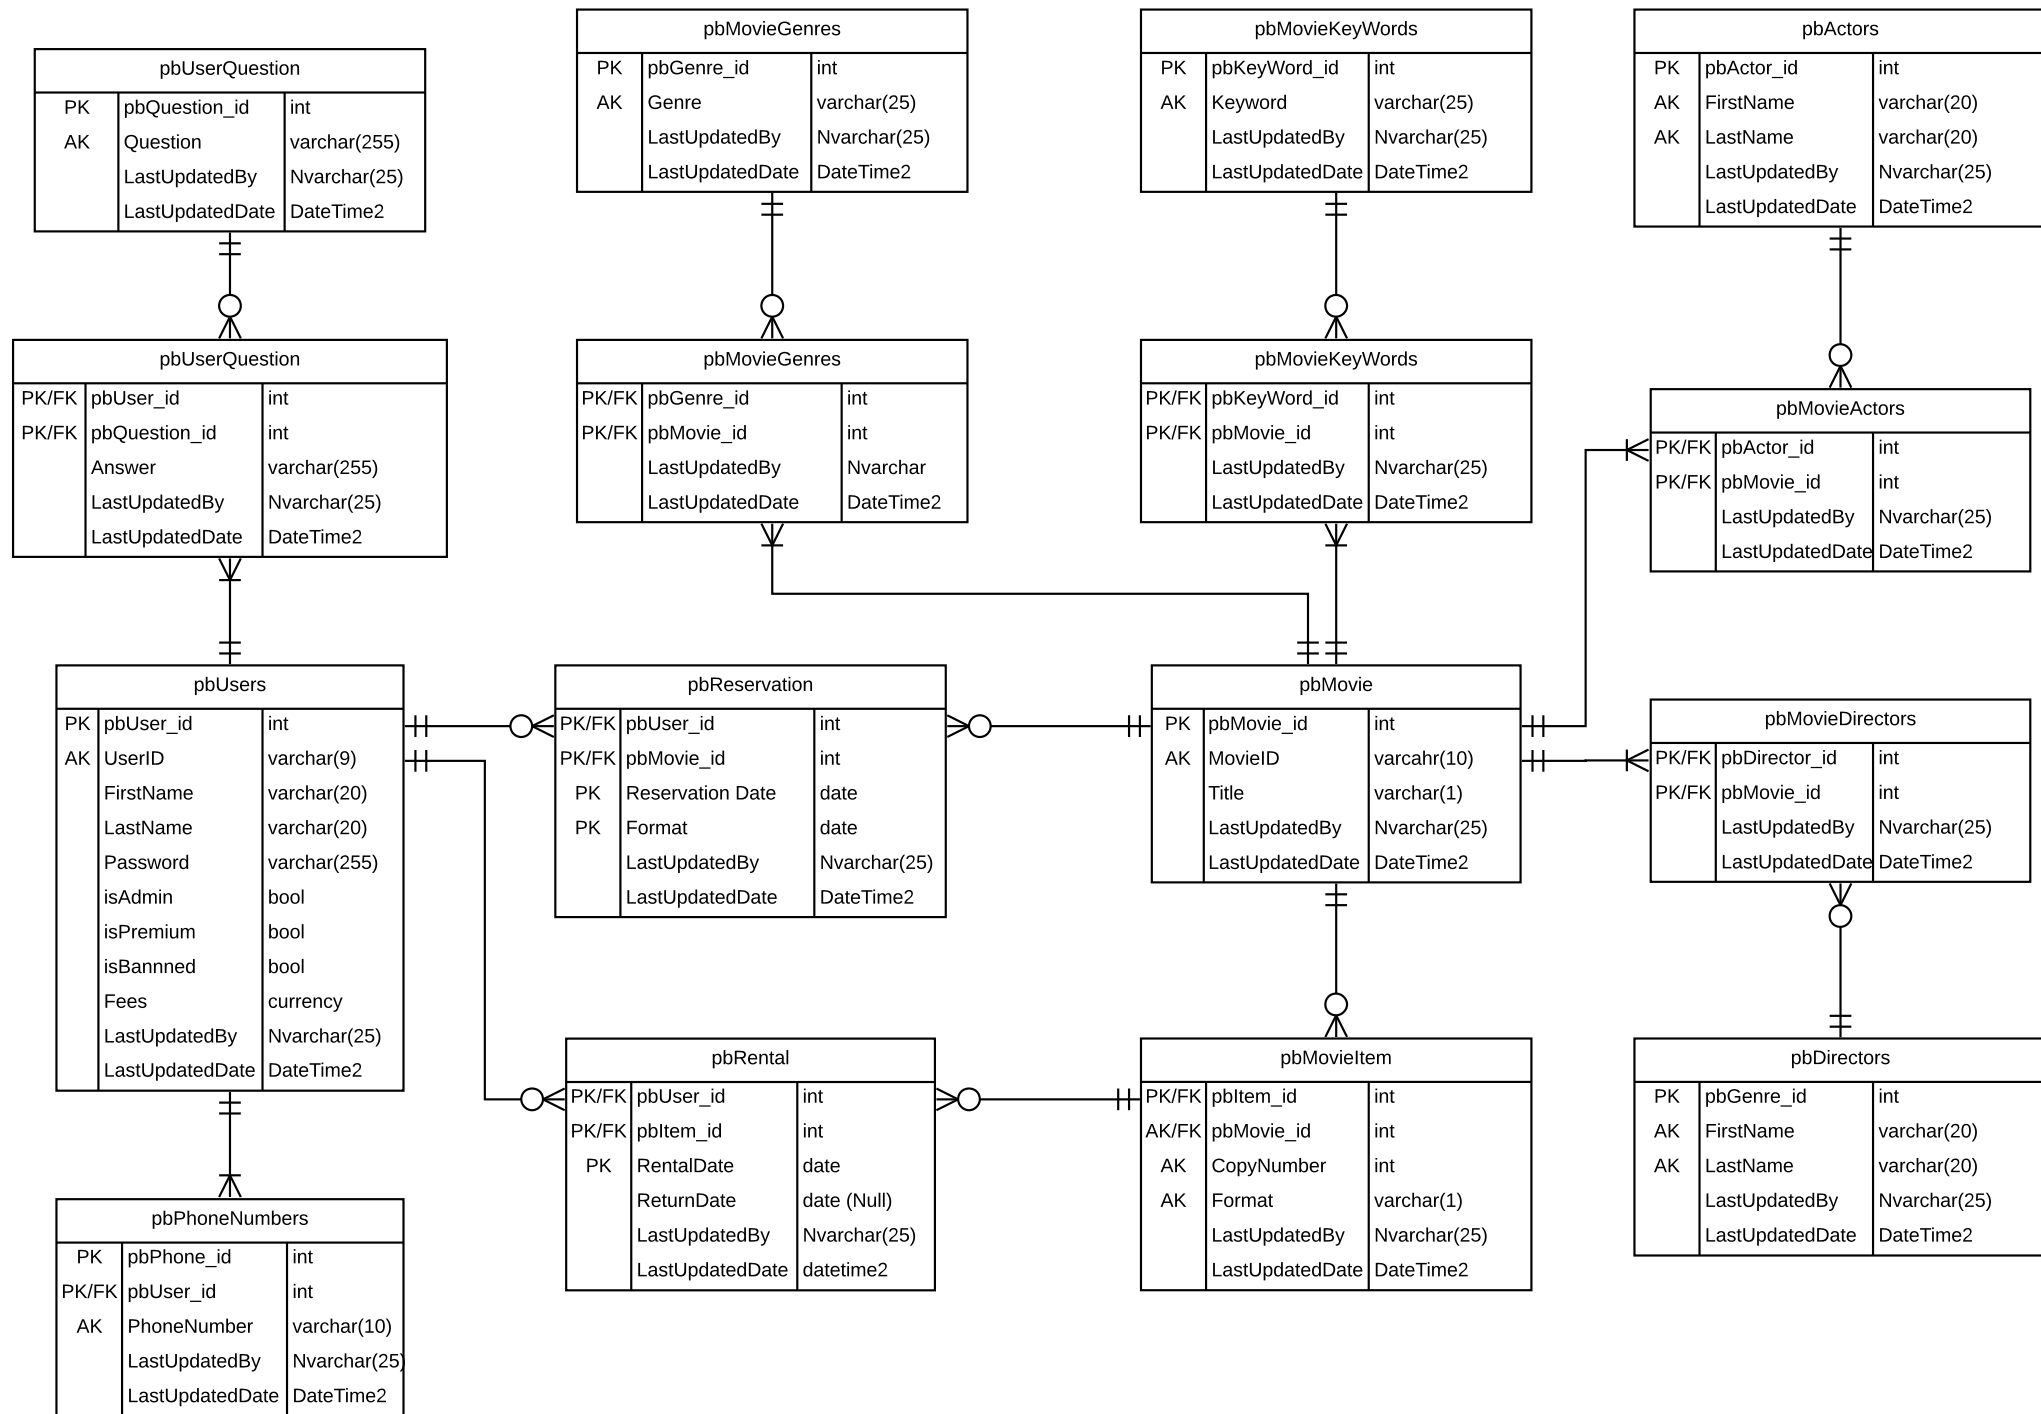 pbUserQuestion
PK pbQuestion_id int
AK Question varchar(255)
LastUpdatedBy Nvarchar(25)
LastUpdatedDate DateTime2
pbMovieGenres
PK pbGenre_id int
AK Genre varchar(25)
LastUpdatedBy Nvarchar(25)
LastUpdatedDate DateTime2
pbMovieKeyWords
PK pbKeyWord_id int
AK Keyword varchar(25)
LastUpdatedBy Nvarchar(25)
LastUpdatedDate DateTime2
pbActors
PK pbActor_id int
AK FirstName varchar(20)
AK LastName varchar(20)
LastUpdatedBy Nvarchar(25)
LastUpdatedDate DateTime2
pbUserQuestion
PK/FK pbUser_id int
PK/FK pbQuestion_id int
Answer varchar(255)
LastUpdatedBy Nvarchar(25)
LastUpdatedDate DateTime2
pbMovieGenres
PK/FK pbGenre_id int
PK/FK pbMovie_id int
LastUpdatedBy Nvarchar
LastUpdatedDate DateTime2
pbMovieKeyWords
PK/FK pbKeyWord_id int
PK/FK pbMovie_id int
LastUpdatedBy Nvarchar(25)
LastUpdatedDate DateTime2
pbMovieActors
PK/FK pbActor_id int
PK/FK pbMovie_id int
LastUpdatedBy Nvarchar(25)
LastUpdatedDate DateTime2
pbUsers
PK pbUser_id int
AK UserID varchar(9)
FirstName varchar(20)
LastName varchar(20)
Password varchar(255)
isAdmin bool
isPremium bool
isBannned bool
Fees currency
LastUpdatedBy Nvarchar(25)
LastUpdatedDate DateTime2
pbReservation
PK/FK pbUser_id int
PK/FK pbMovie_id int
PK Reservation Date date
PK Format date
LastUpdatedBy Nvarchar(25)
LastUpdatedDate DateTime2
pbMovie
PK pbMovie_id int
AK MovieID varcahr(10)
Title varchar(1)
LastUpdatedBy Nvarchar(25)
LastUpdatedDate DateTime2
pbMovieDirectors
PK/FK pbDirector_id int
PK/FK pbMovie_id int
LastUpdatedBy Nvarchar(25)
LastUpdatedDate DateTime2
pbRental
PK/FK pbUser_id int
PK/FK pbItem_id int
PK RentalDate date
ReturnDate date (Null)
LastUpdatedBy Nvarchar(25)
LastUpdatedDate datetime2
pbMovieItem
PK/FK pbItem_id int
AK/FK pbMovie_id int
AK CopyNumber int
AK Format varchar(1)
LastUpdatedBy Nvarchar(25)
LastUpdatedDate DateTime2
pbDirectors
PK pbGenre_id int
AK FirstName varchar(20)
AK LastName varchar(20)
LastUpdatedBy Nvarchar(25)
LastUpdatedDate DateTime2
pbPhoneNumbers
PK pbPhone_id int
PK/FK pbUser_id int
AK PhoneNumber varchar(10)
LastUpdatedBy Nvarchar(25)
LastUpdatedDate DateTime2